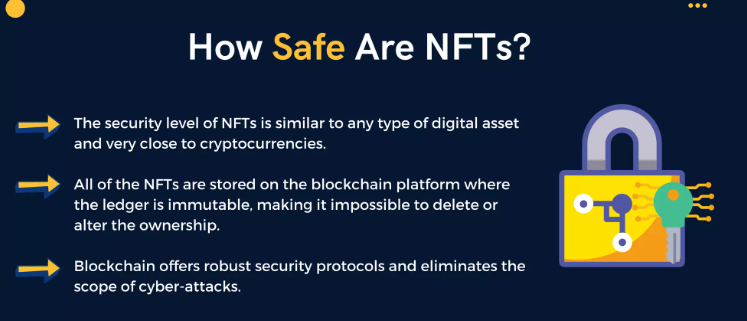 How Safe Are NFTs?
The security level of NFTs is similar to any type of digital asset
and very close to cryptocurrencies.
All of the NFTs are stored on the blockchain platform where
the ledger is immutable, making it impossible to delete or
alter the ownership.
Blockchain offers robust security protocols and eliminates the
scope of cyber-attacks.